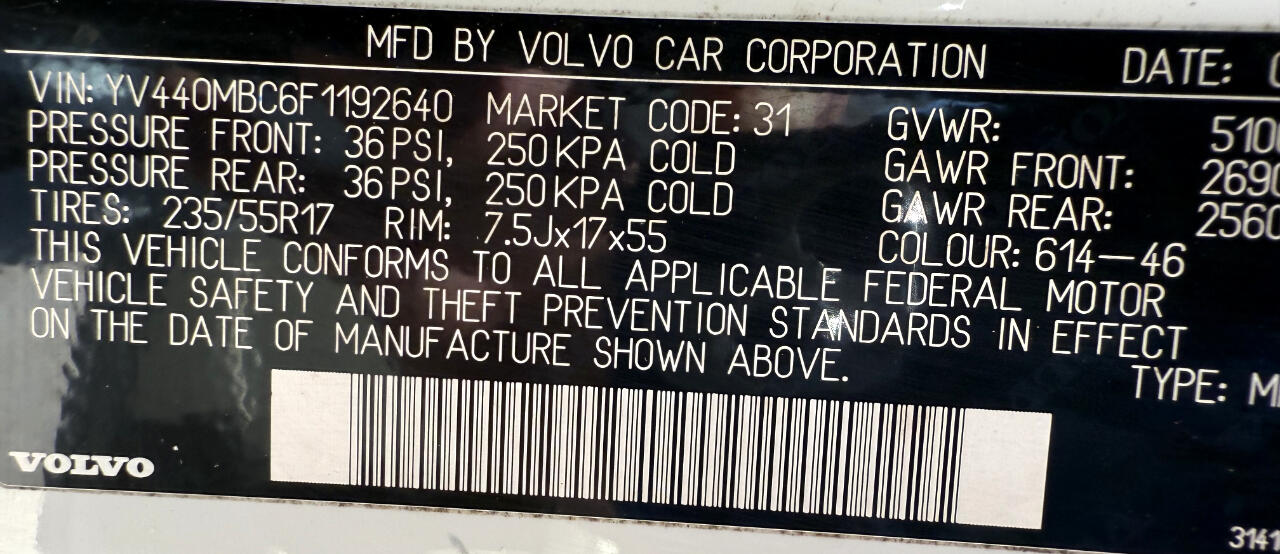 MFD BY VOLVO CAR CORPORATION DATE:
VIN: YV440MBC6F1192640 MARKET CODE: 31 GVWR:
PRESSURE FRONT: 36 PSI, 250 KPA COLD GAWR FRONT:
PRESSURE REAR: 36 PSI, 250 KPA COLD GAWR REAR:
TIRES: 235/55R17 RIM: 7.5Jx17x55 COLOUR: 614-46
THIS VEHICLE CONFORMS TO ALL APPLICABLE FEDERAL MOTOR
VEHICLE SAFETY AND THEFT PREVENTION STANDARDS IN EFFECT
ON THE DATE OF MANUFACTURE SHOWN ABOVE.
TYPE:
VOLVO